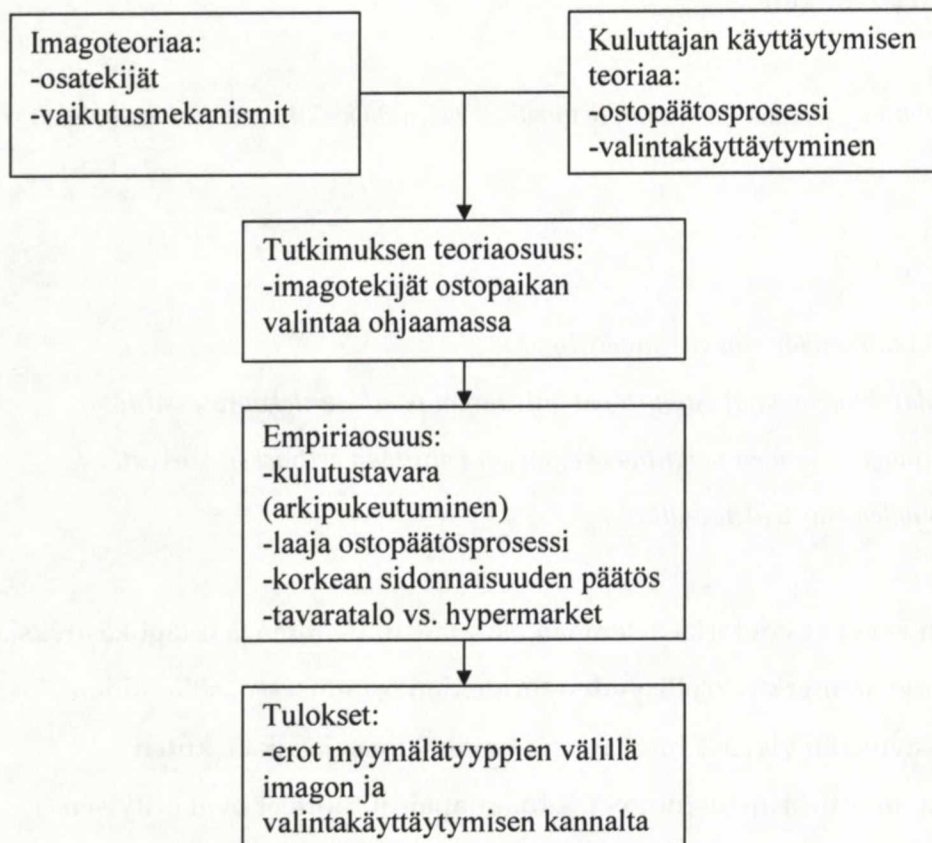 Imagoteoriaa:
-osatekijät
-vaikutusmekanismit
Kuluttajan käyttäytymisen
teoriaa:
-ostopäätosprosessi
-valintakäyttäytyminen
Tutkimuksen teoriaosuus:
-imagotekijät ostopaikan
valintaa ohjaamassa
Empiriaosuus:
-kulutustavara
(arkipukeutuminen)
-laaja ostopäätösprosessi
-korkean sidonnaisuuden päätös
-tavaratalo vs. hypermarket
Tulokset:
-erot myymälätyyppien välillä
imagon ja
valintakäyttäytymisen kannalta